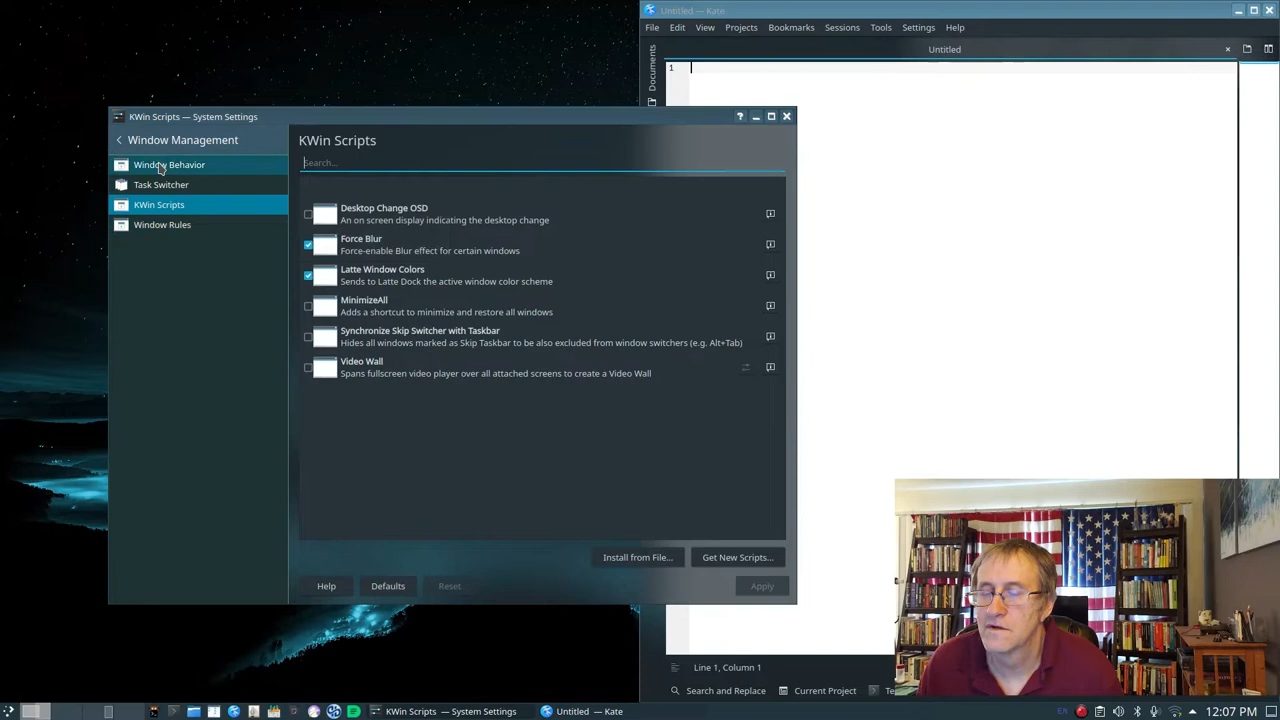 Untitled — Kate
File Edit View Projects Bookmarks Sessions Tools Settings Help
Untitled
Documents
1
KWin Scripts — System Settings
Window Management
Window Behavior
Task Switcher
KWin Scripts
Window Rules
KWin Scripts
Search...
Desktop Change OSD
An on screen display indicating the desktop change
Force Blur
Force-enable Blur effect for certain windows
Latte Window Colors
Sends to Latte Dock the active window color scheme
MinimizeAll
Adds a shortcut to minimize and restore all windows
Synchronize Skip Switcher with Taskbar
Hides all windows marked as Skip Taskbar to be also excluded from window switchers (e.g. Alt+Tab)
Video Wall
Spans fullscreen video player over all attached screens to create a Video Wall
Install from File... Get New Scripts...
Help Defaults Reset Apply
Line 1, Column 1
Search and Replace Current Project Te
KWin Scripts — System Settings Untitled — Kate 12:07 PM